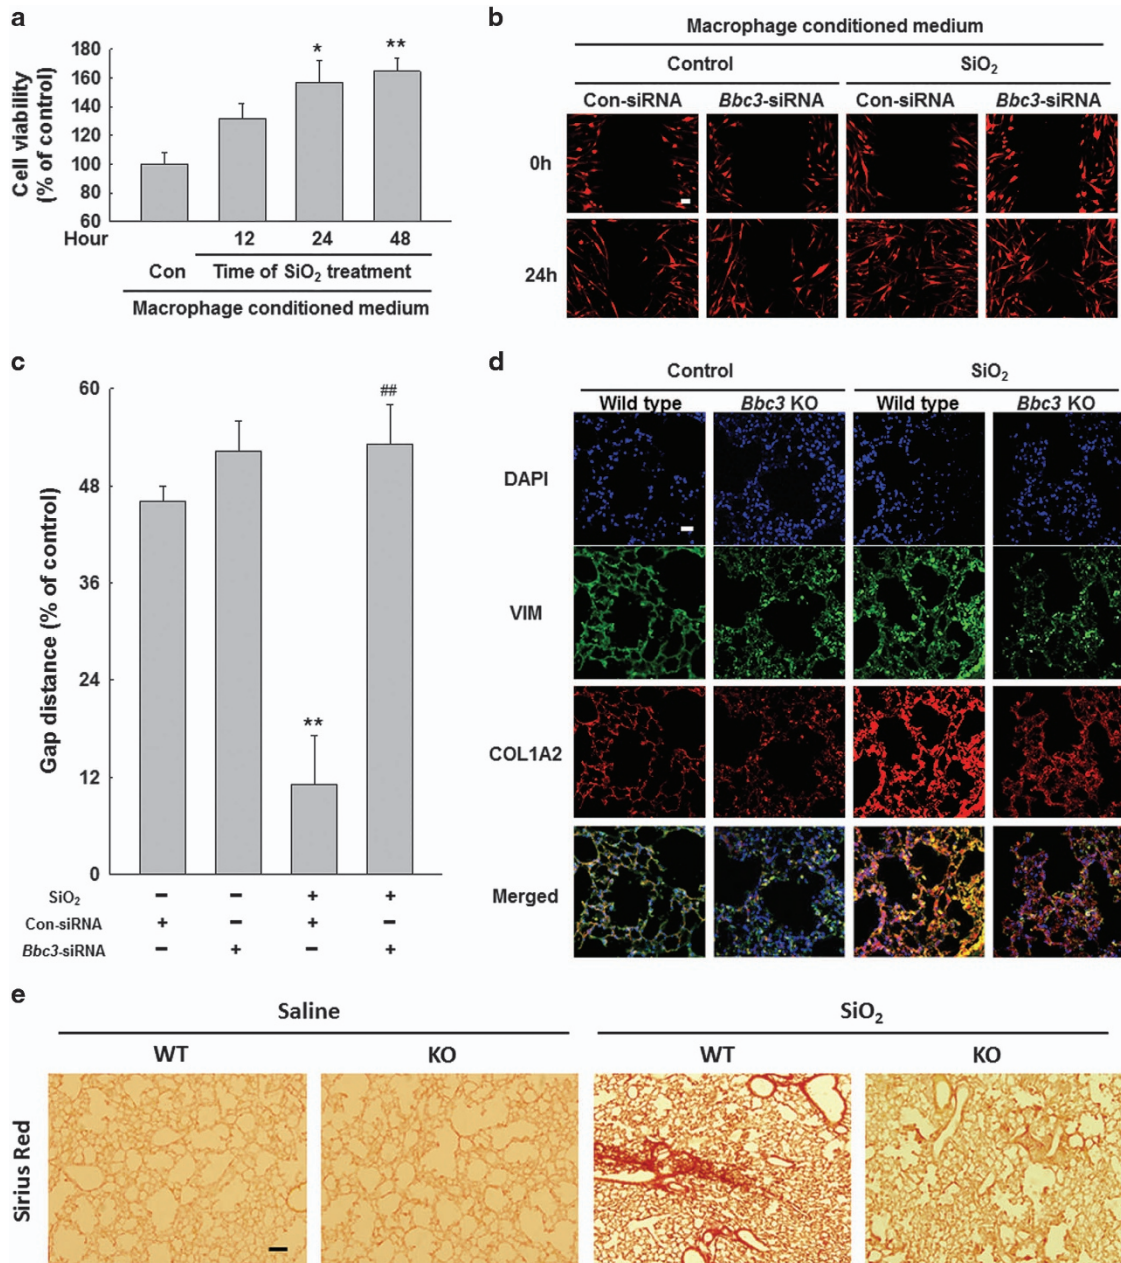 a
Cell viability
(% of control)
180
160
140
120
100
80
60
* **
Hour 12 24 48
Con Time of SiO₂ treatment
Macrophage conditioned medium
b
Macrophage conditioned medium
Control SiO₂
Con-siRNA Bbc3-siRNA Con-siRNA Bbc3-siRNA
0h
24h
c
Gap distance (% of control)
60
48
36
24
12
0
** ##
SiO₂ − − + +
Con-siRNA + − + −
Bbc3-siRNA − + − +
d
Control SiO₂
Wild type Bbc3 KO Wild type Bbc3 KO
DAPI
VIM
COL1A2
Merged
e
Saline SiO₂
WT KO WT KO
Sirius Red